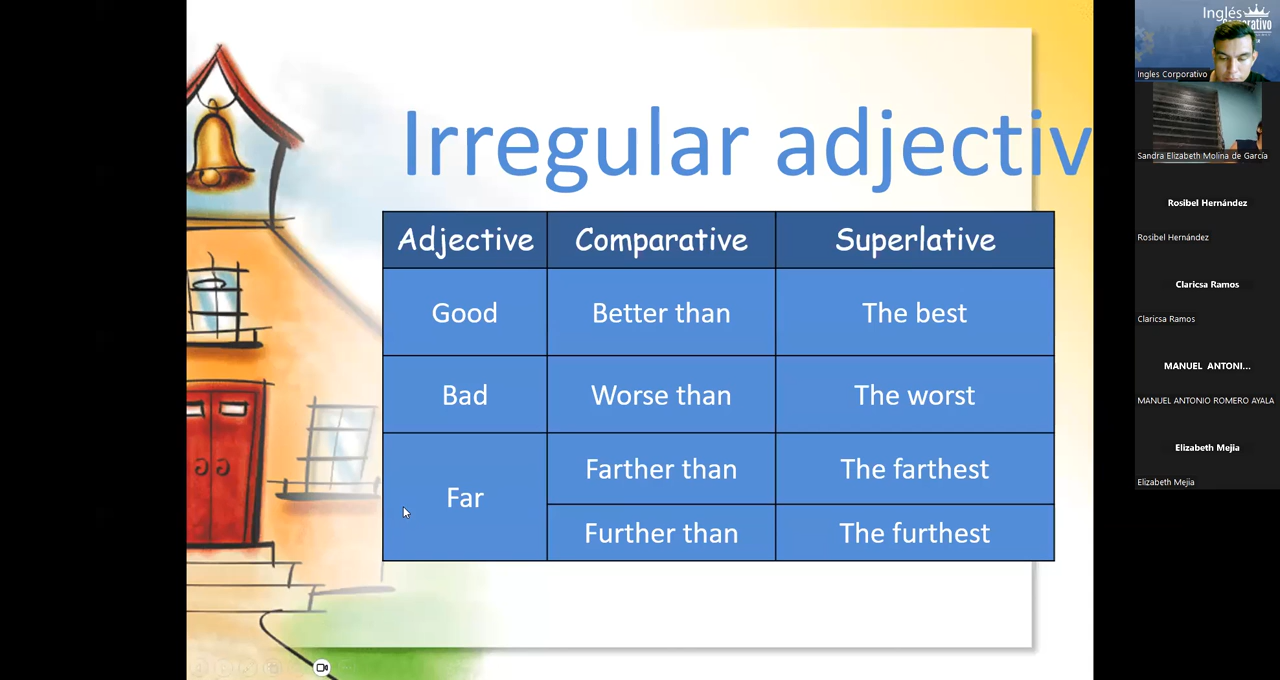 Irregular adjectiv
Adjective Comparative Superlative
Good Better than The best
Bad Worse than The worst
Far Farther than The farthest
Further than The furthest
Inglés
Corporativo
Ingles Corporativo
Sandra Elizabeth Molina de García
Rosibel Hernández
Rosibel Hernández
Claricsa Ramos
Claricsa Ramos
MANUEL ANTONI...
MANUEL ANTONIO ROMERO AYALA
Elizabeth Mejia
Elizabeth Mejia